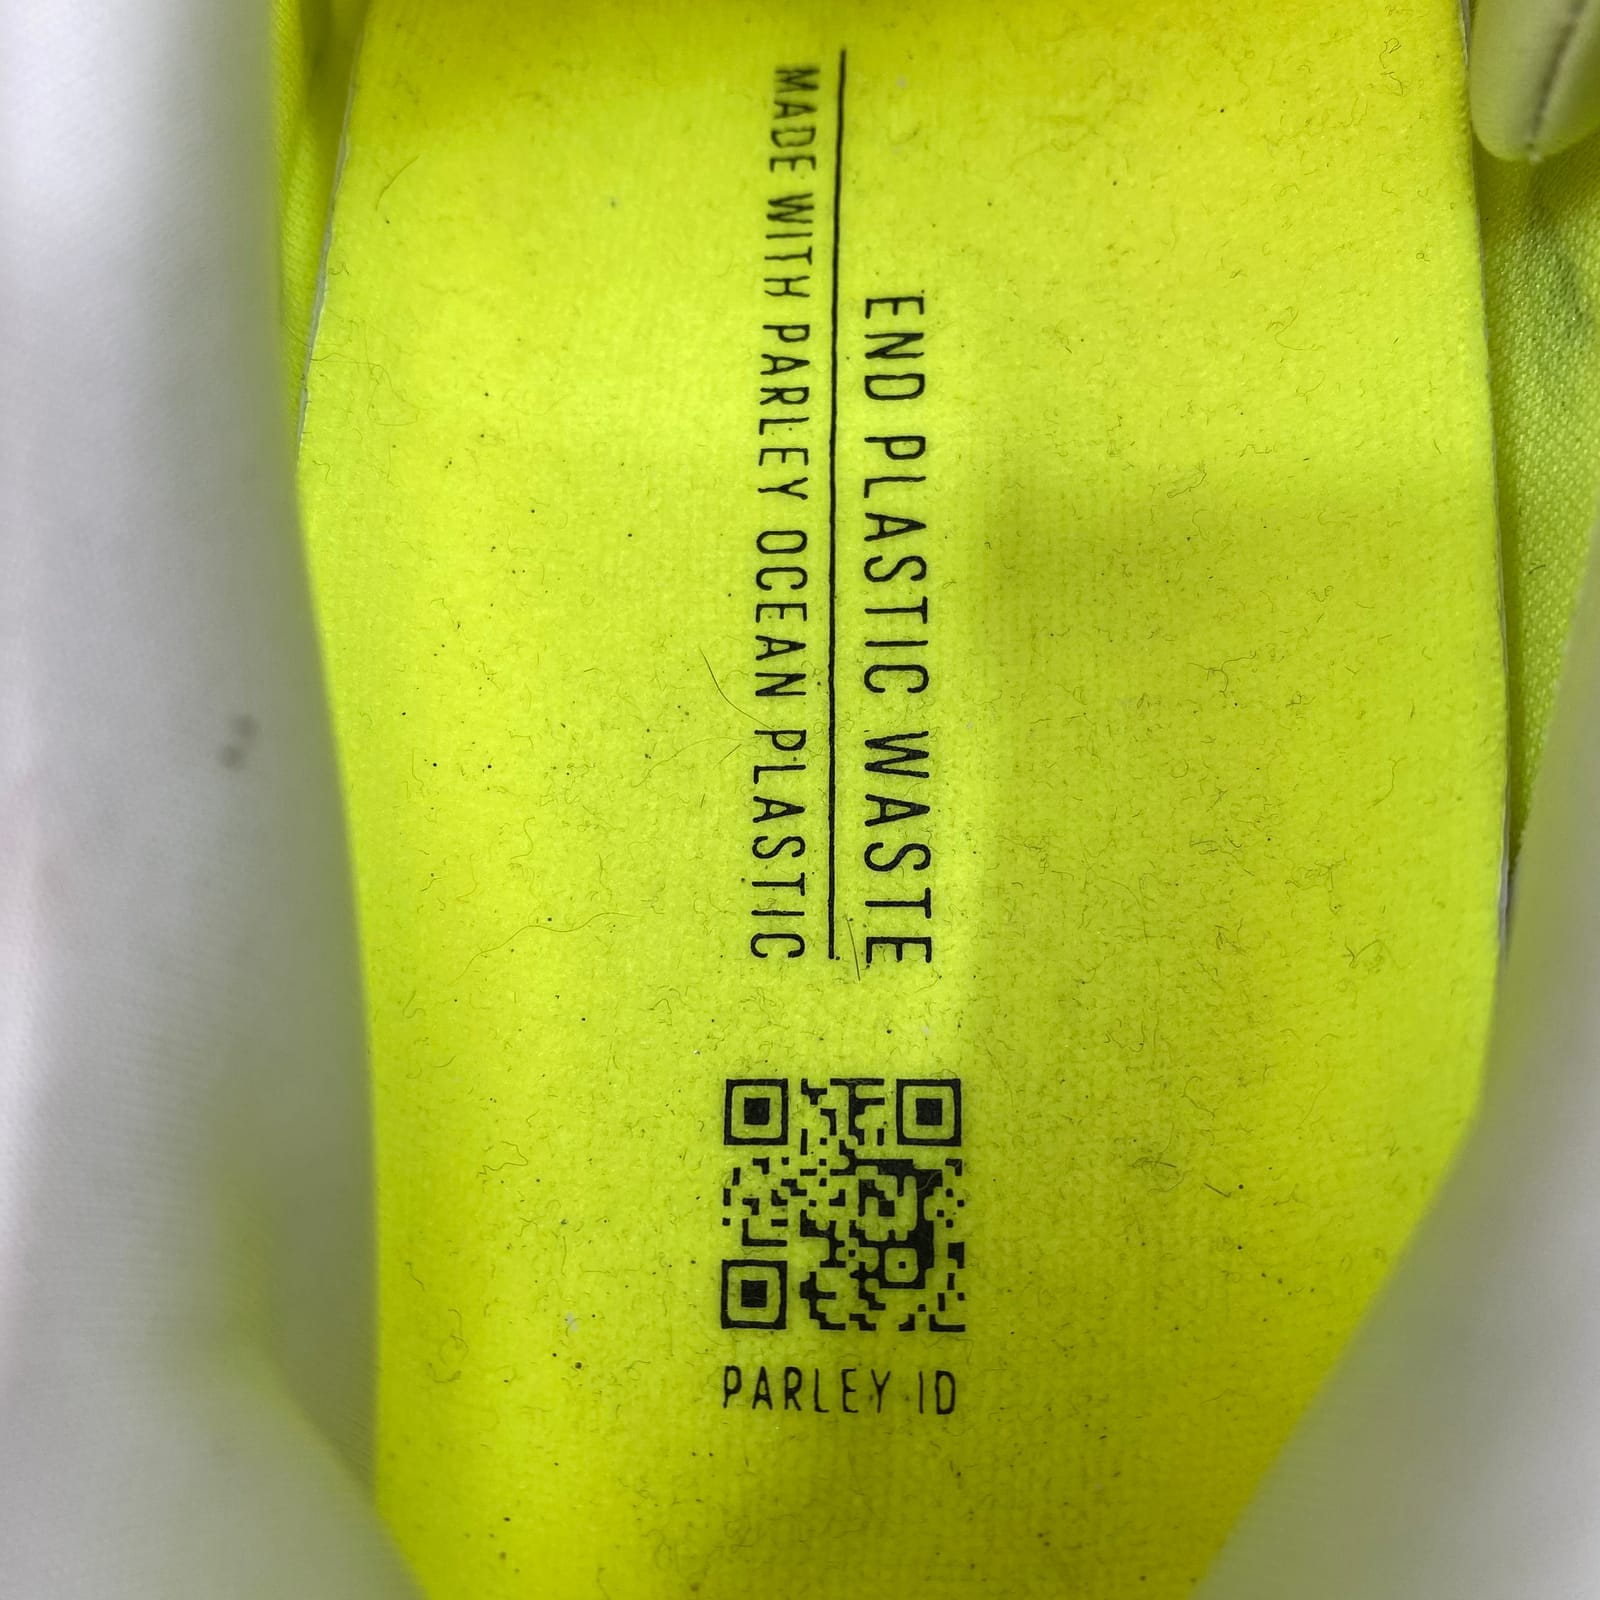 END PLASTIC WASTE
MADE WITH PARLEY OCEAN PLASTIC
PARLEY ID